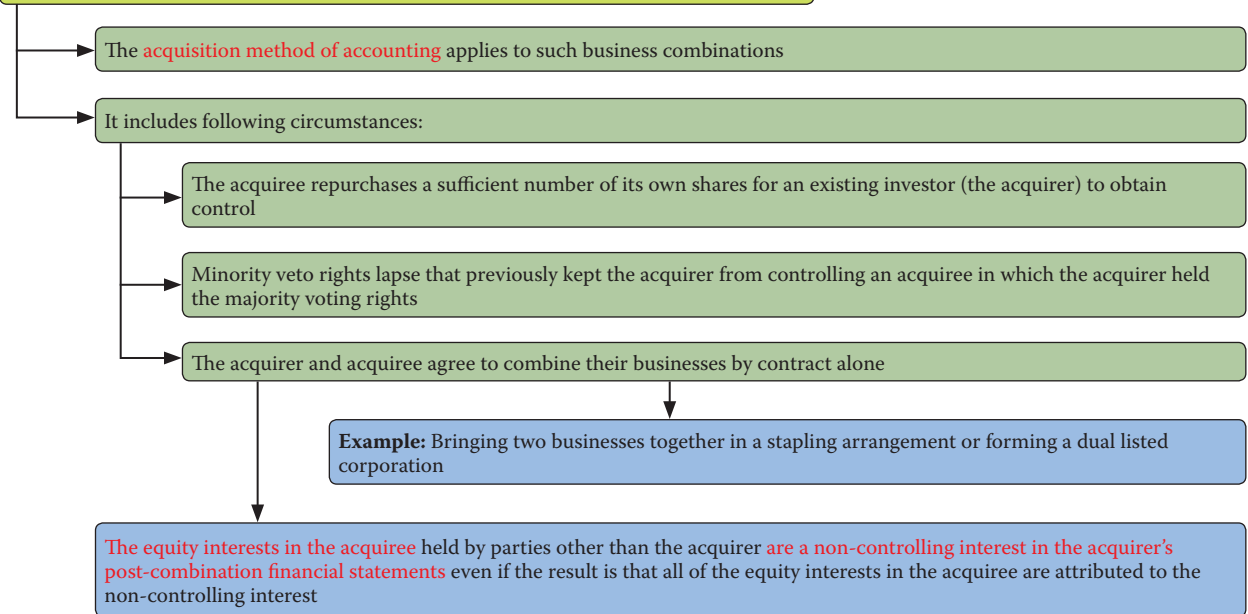 The acquisition method of accounting applies to such business combinations
It includes following circumstances:
The acquiree repurchases a sufficient number of its own shares for an existing investor (the acquirer) to obtain
control
Minority veto rights lapse that previously kept the acquirer from controlling an acquiree in which the acquirer held
the majority voting rights
The acquirer and acquiree agree to combine their businesses by contract alone
Example: Bringing two businesses together in a stapling arrangement or forming a dual listed
corporation
The equity interests in the acquiree held by parties other than the acquirer are a non-controlling interest in the acquirer's
post-combination financial statements even if the result is that all of the equity interests in the acquiree are attributed to the
non-controlling interest